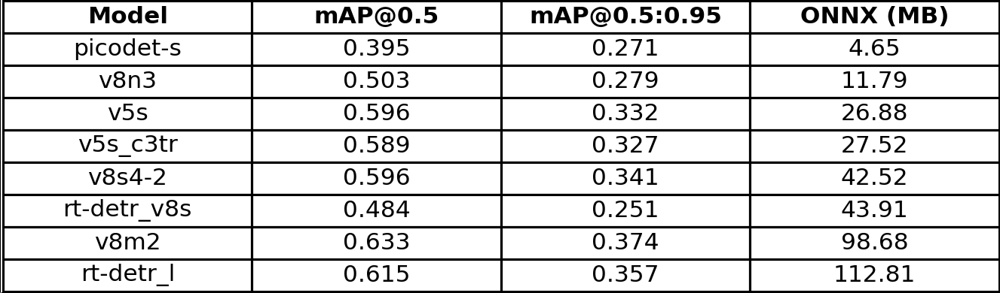 Model mAP@0.5 mAP@0.5:0.95 ONNX (MB)
picodet-s 0.395 0.271 4.65
v8n3 0.503 0.279 11.79
v5s 0.596 0.332 26.88
v5s_c3tr 0.589 0.327 27.52
v8s4-2 0.596 0.341 42.52
rt-detr_v8s 0.484 0.251 43.91
v8m2 0.633 0.374 98.68
rt-detr_l 0.615 0.357 112.81